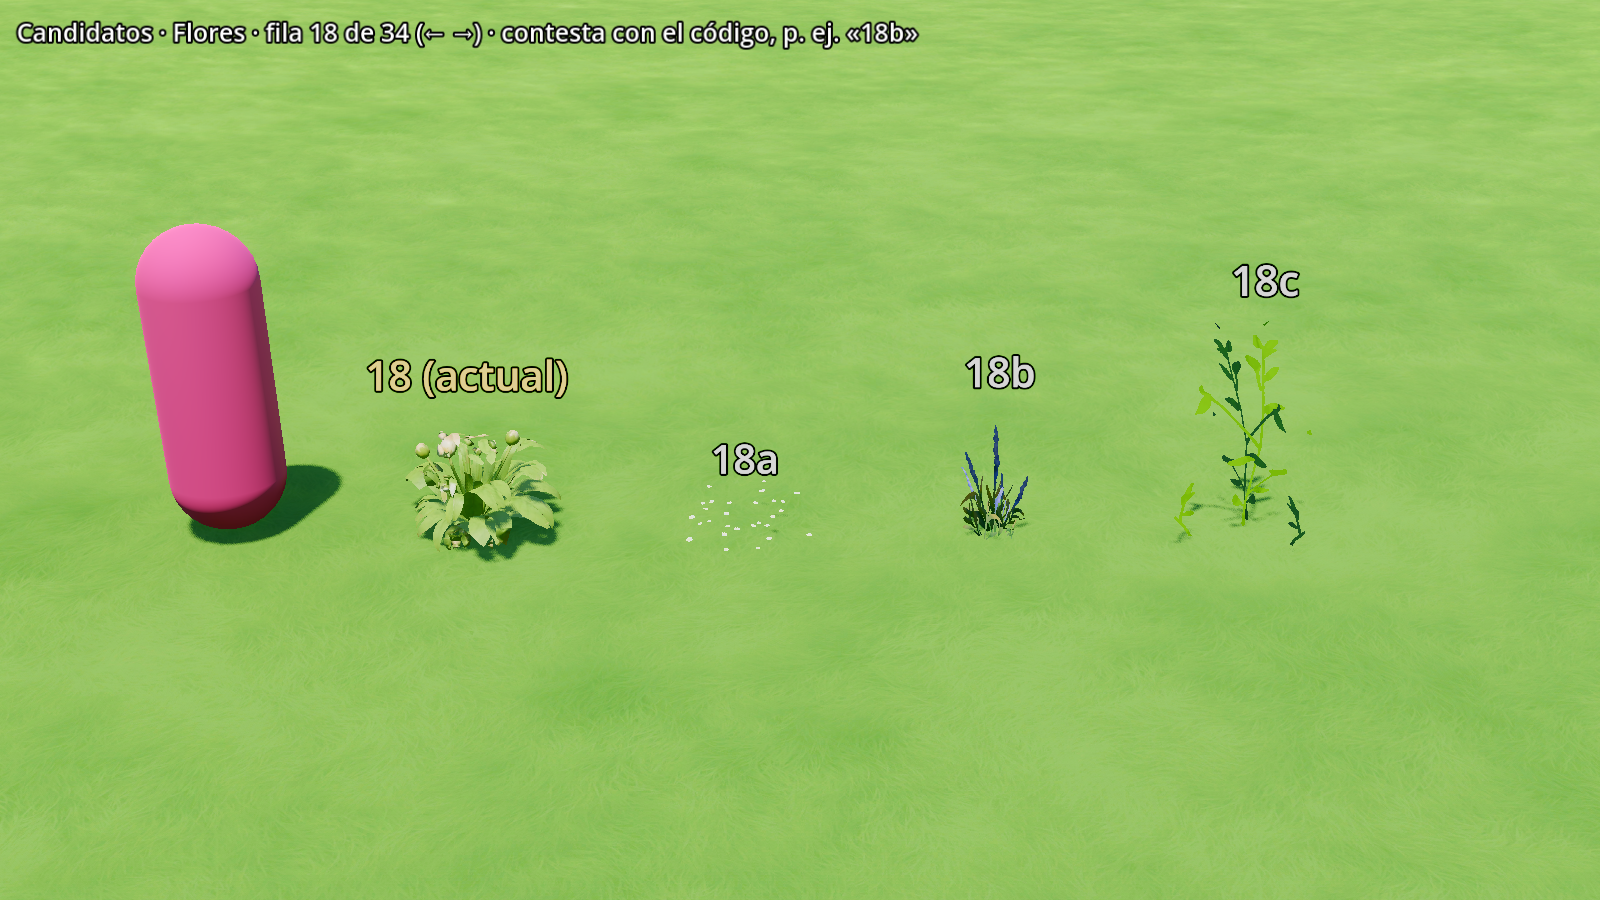 Candidatos · Flores · fila 18 de 34 (← →) · contesta con el código, p. ej. «18b»
18c
18 (actual)
18b
18a